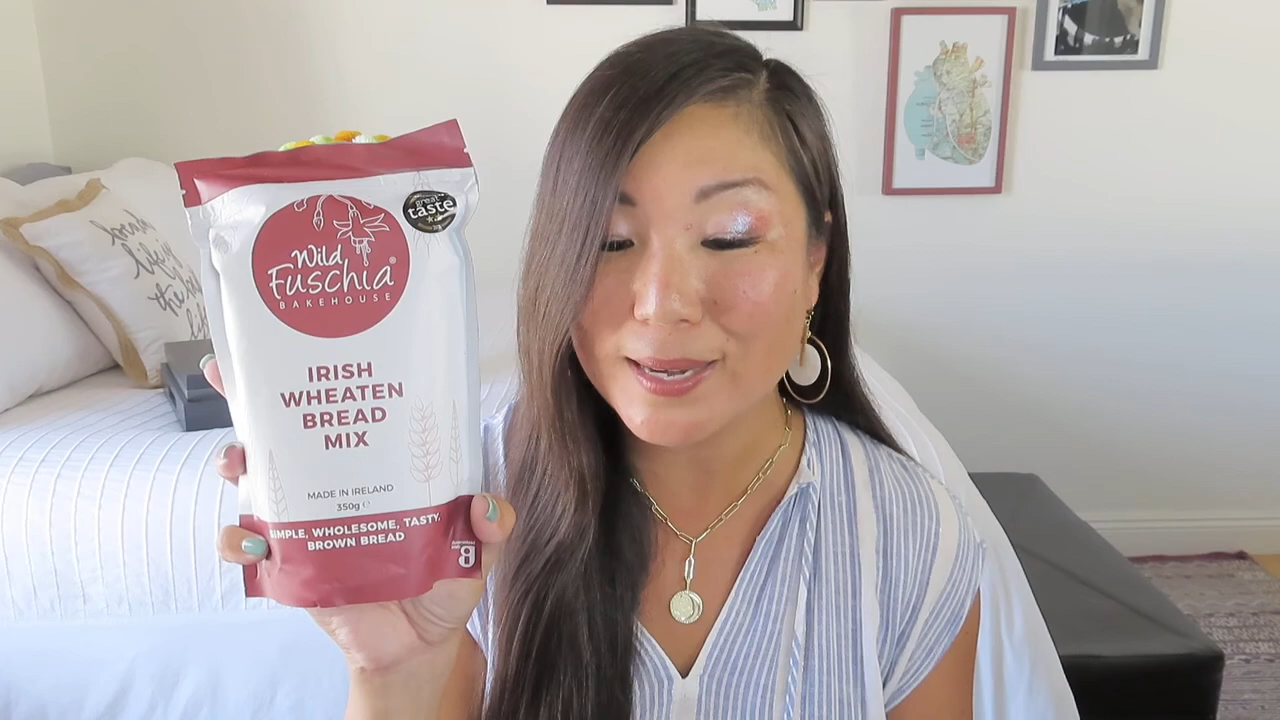 great
taste
Wild
Fuschia®
BAKEHOUSE
IRISH
WHEATEN
BREAD
MIX
MADE IN IRELAND
350g ℮
SIMPLE, WHOLESOME, TASTY,
BROWN BREAD
B